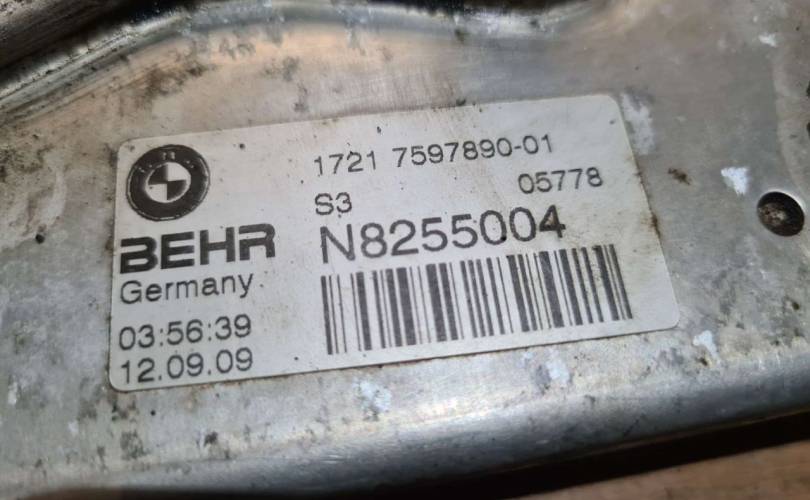 1721 7597890-01
S3 05778
BEHR N8255004
Germany
03:56:39
12.09.09